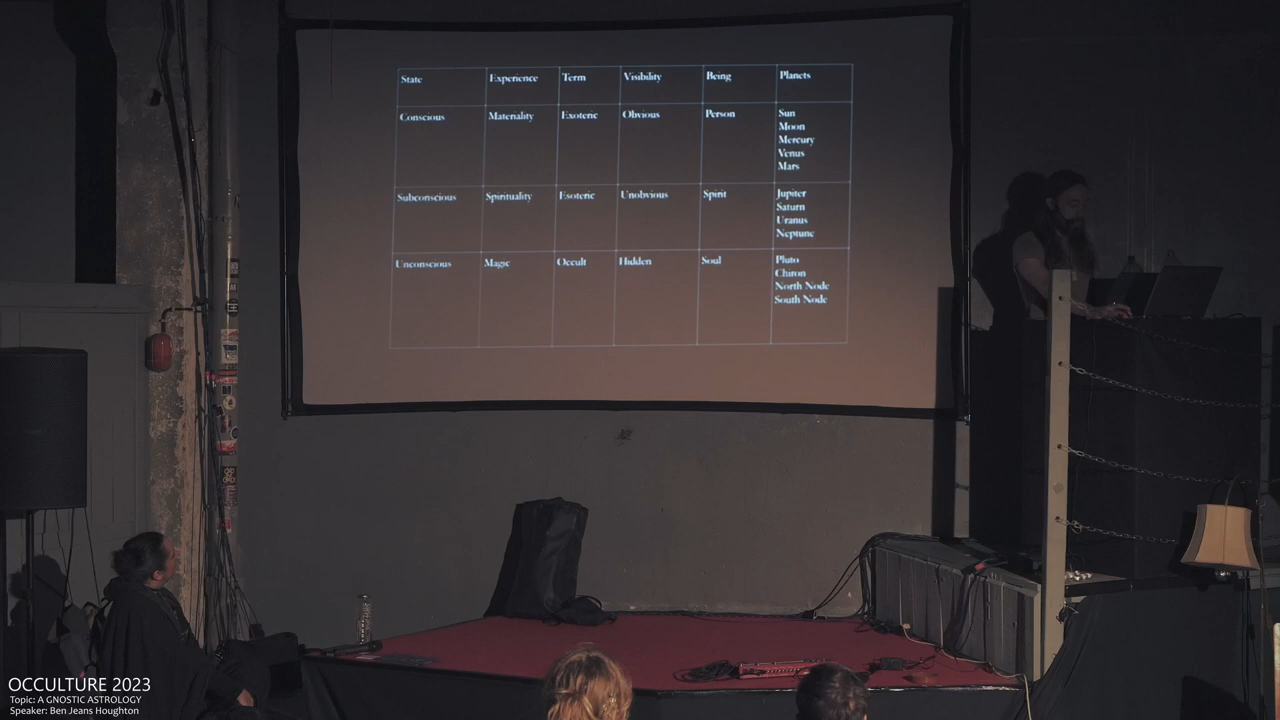 State Experience Term Visibility Being Planets
Conscious Materiality Exoteric Obvious Person Sun
Moon
Mercury
Venus
Mars
Subconscious Spirituality Esoteric Unobvious Spirit Jupiter
Saturn
Uranus
Neptune
Unconscious Magic Occult Hidden Soul Pluto
Chiron
North Node
South Node
OCCULTURE 2023
Topic: A GNOSTIC ASTROLOGY
Speaker: Ben Jeans Houghton